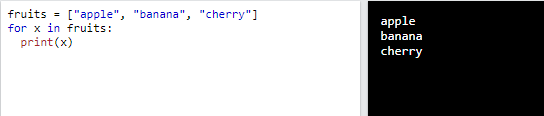 fruits = ["apple", "banana", "cherry"]
for x in fruits:
  print(x)
apple
banana
cherry